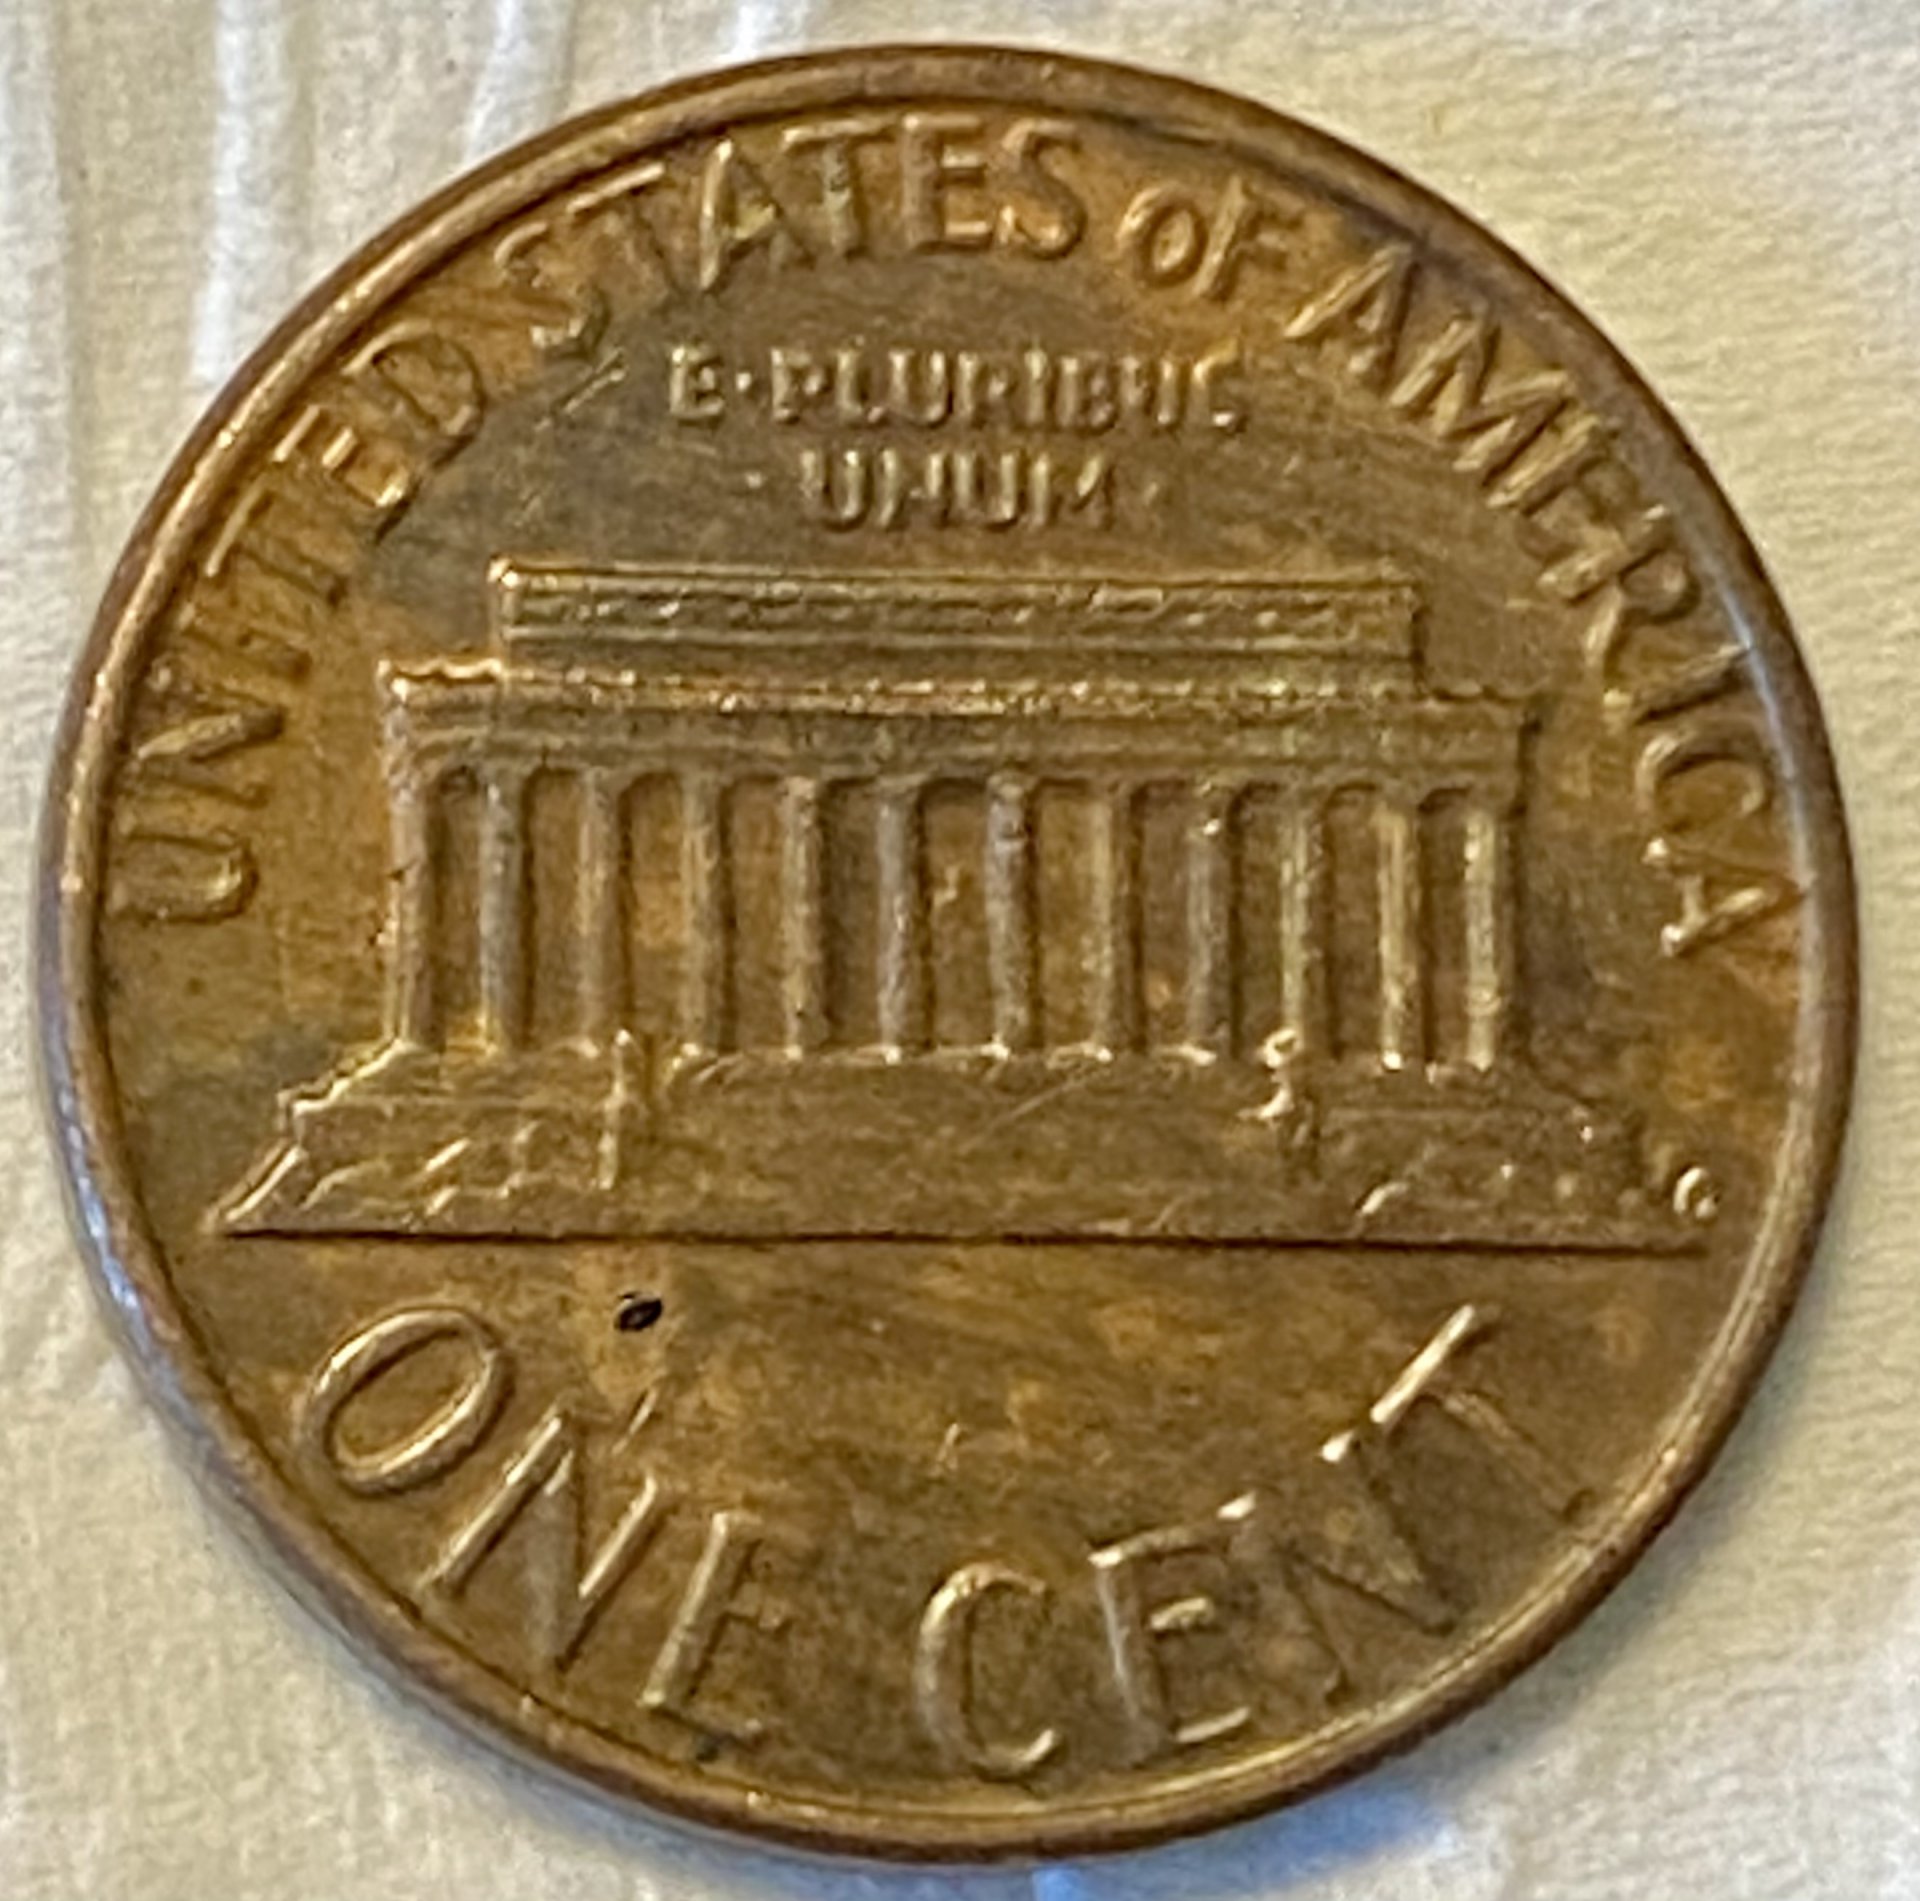 UNITED STATES OF AMERICA
E·PLURIBUS
UNUM
ONE CENT